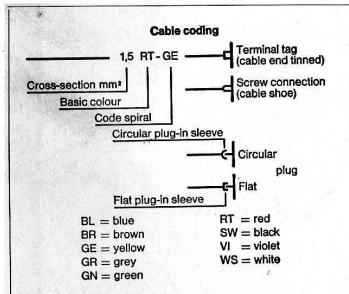 Cable coding
1,5 RT-GE
Terminal tag
(cable end tinned)
Cross-section mm²
Screw connection
(cable shoe)
Basic colour
Code spiral
Circular plug-in sleeve
Circular
plug
Flat
Flat plug-in sleeve
BL = blue
BR = brown
GE = yellow
GR = grey
GN = green
RT = red
SW = black
VI = violet
WS = white